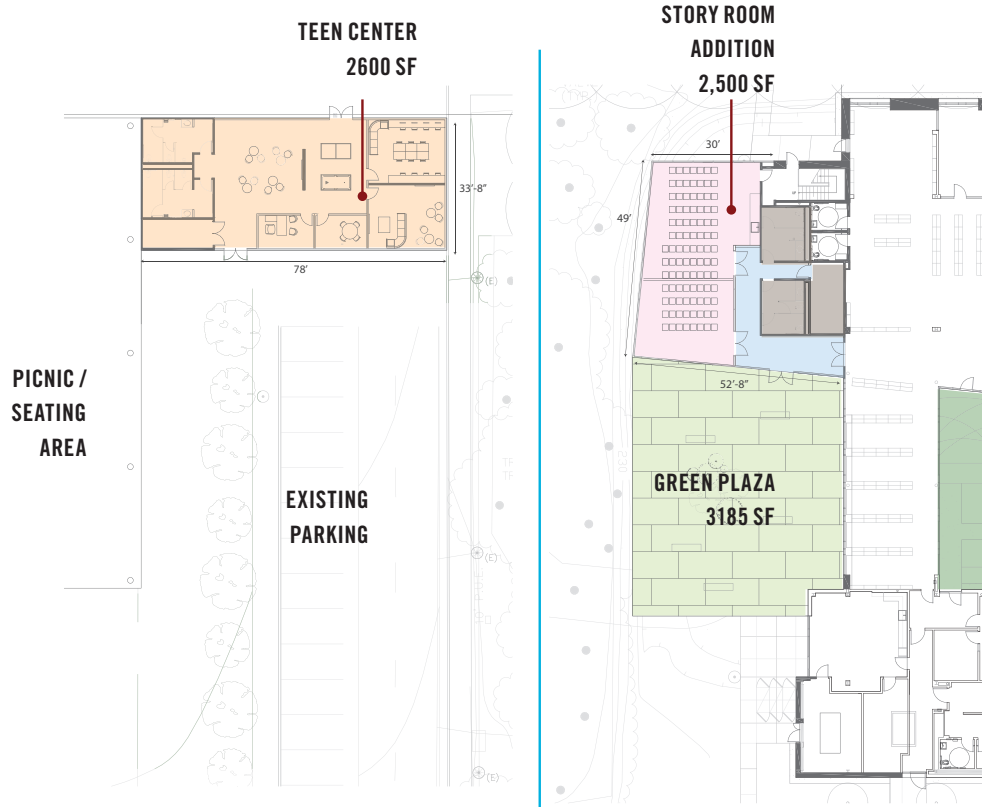 TEEN CENTER
2600 SF
33'-8"
78'
(E)
PICNIC /
SEATING
AREA
EXISTING
PARKING
(E)
(E)
STORY ROOM
ADDITION
2,500 SF
30'
49'
UP
52'-8"
GREEN PLAZA
3185 SF